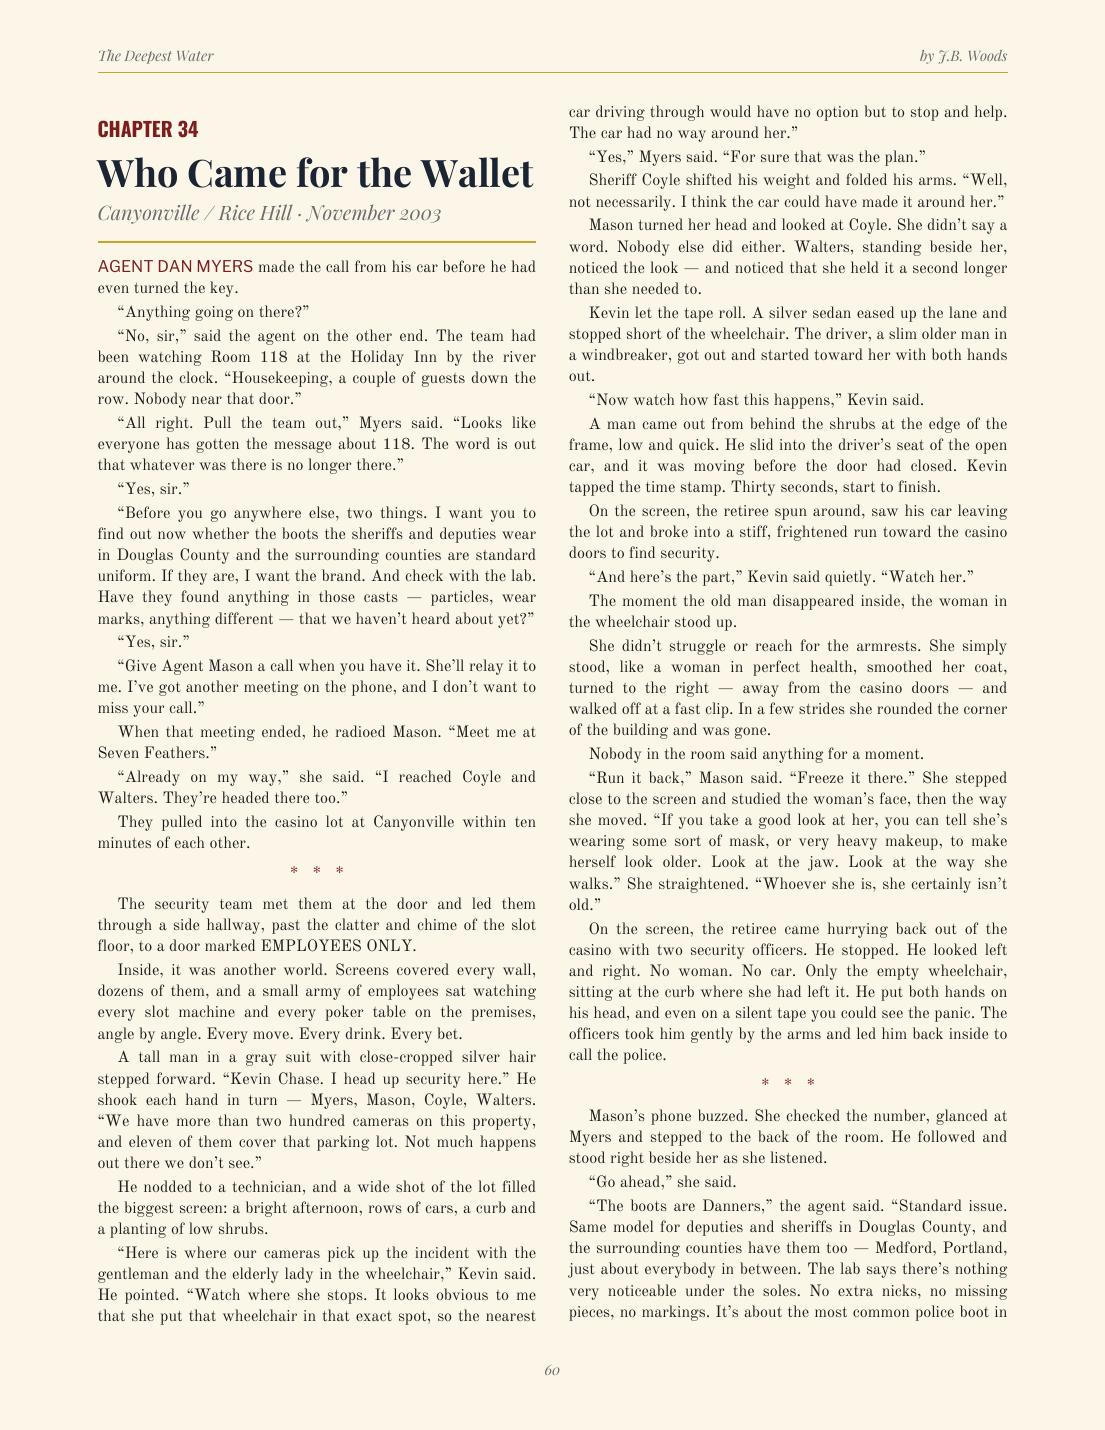 The Deepest Water
by J.B. Woods
CHAPTER 34
Who Came for the Wallet
Canyonville / Rice Hill · November 2003
AGENT DAN MYERS made the call from his car before he had
even turned the key.
“Anything going on there?”
“No, sir,” said the agent on the other end. The team had
been watching Room 118 at the Holiday Inn by the river
around the clock. “Housekeeping, a couple of guests down the
row. Nobody near that door.”
“All right. Pull the team out,” Myers said. “Looks like
everyone has gotten the message about 118. The word is out
that whatever was there is no longer there.”
“Yes, sir.”
“Before you go anywhere else, two things. I want you to
find out now whether the boots the sheriffs and deputies wear
in Douglas County and the surrounding counties are standard
uniform. If they are, I want the brand. And check with the lab.
Have they found anything in those casts — particles, wear
marks, anything different — that we haven’t heard about yet?”
“Yes, sir.”
“Give Agent Mason a call when you have it. She’ll relay it to
me. I’ve got another meeting on the phone, and I don’t want to
miss your call.”
When that meeting ended, he radioed Mason. “Meet me at
Seven Feathers.”
“Already on my way,” she said. “I reached Coyle and
Walters. They’re headed there too.”
They pulled into the casino lot at Canyonville within ten
minutes of each other.
* * *
The security team met them at the door and led them
through a side hallway, past the clatter and chime of the slot
floor, to a door marked EMPLOYEES ONLY.
Inside, it was another world. Screens covered every wall,
dozens of them, and a small army of employees sat watching
every slot machine and every poker table on the premises,
angle by angle. Every move. Every drink. Every bet.
A tall man in a gray suit with close-cropped silver hair
stepped forward. “Kevin Chase. I head up security here.” He
shook each hand in turn — Myers, Mason, Coyle, Walters.
“We have more than two hundred cameras on this property,
and eleven of them cover that parking lot. Not much happens
out there we don’t see.”
He nodded to a technician, and a wide shot of the lot filled
the biggest screen: a bright afternoon, rows of cars, a curb and
a planting of low shrubs.
“Here is where our cameras pick up the incident with the
gentleman and the elderly lady in the wheelchair,” Kevin said.
He pointed. “Watch where she stops. It looks obvious to me
that she put that wheelchair in that exact spot, so the nearest
car driving through would have no option but to stop and help.
The car had no way around her.”
“Yes,” Myers said. “For sure that was the plan.”
Sheriff Coyle shifted his weight and folded his arms. “Well,
not necessarily. I think the car could have made it around her.”
Mason turned her head and looked at Coyle. She didn’t say a
word. Nobody else did either. Walters, standing beside her,
noticed the look — and noticed that she held it a second longer
than she needed to.
Kevin let the tape roll. A silver sedan eased up the lane and
stopped short of the wheelchair. The driver, a slim older man in
a windbreaker, got out and started toward her with both hands
out.
“Now watch how fast this happens,” Kevin said.
A man came out from behind the shrubs at the edge of the
frame, low and quick. He slid into the driver’s seat of the open
car, and it was moving before the door had closed. Kevin
tapped the time stamp. Thirty seconds, start to finish.
On the screen, the retiree spun around, saw his car leaving
the lot and broke into a stiff, frightened run toward the casino
doors to find security.
“And here’s the part,” Kevin said quietly. “Watch her.”
The moment the old man disappeared inside, the woman in
the wheelchair stood up.
She didn’t struggle or reach for the armrests. She simply
stood, like a woman in perfect health, smoothed her coat,
turned to the right — away from the casino doors — and
walked off at a fast clip. In a few strides she rounded the corner
of the building and was gone.
Nobody in the room said anything for a moment.
“Run it back,” Mason said. “Freeze it there.” She stepped
close to the screen and studied the woman’s face, then the way
she moved. “If you take a good look at her, you can tell she’s
wearing some sort of mask, or very heavy makeup, to make
herself look older. Look at the jaw. Look at the way she
walks.” She straightened. “Whoever she is, she certainly isn’t
old.”
On the screen, the retiree came hurrying back out of the
casino with two security officers. He stopped. He looked left
and right. No woman. No car. Only the empty wheelchair,
sitting at the curb where she had left it. He put both hands on
his head, and even on a silent tape you could see the panic. The
officers took him gently by the arms and led him back inside to
call the police.
* * *
Mason’s phone buzzed. She checked the number, glanced at
Myers and stepped to the back of the room. He followed and
stood right beside her as she listened.
“Go ahead,” she said.
“The boots are Danners,” the agent said. “Standard issue.
Same model for deputies and sheriffs in Douglas County, and
the surrounding counties have them too — Medford, Portland,
just about everybody in between. The lab says there’s nothing
very noticeable under the soles. No extra nicks, no missing
pieces, no markings. It’s about the most common police boot in
60